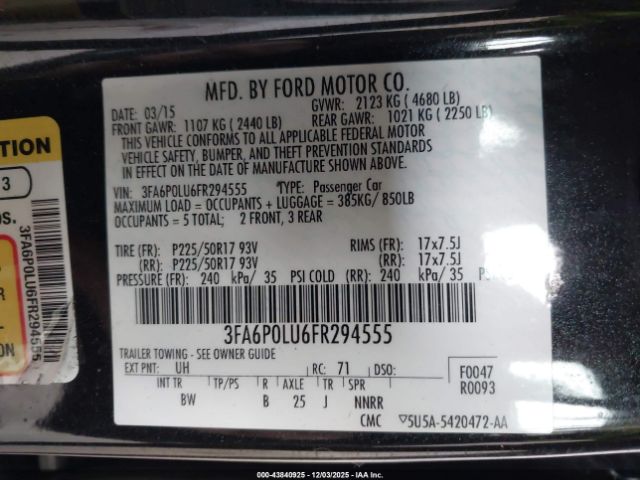 MFD. BY FORD MOTOR CO.
DATE: 03/15 GVWR: 2123 KG ( 4680 LB)
FRONT GAWR: 1107 KG ( 2440 LB) REAR GAWR: 1021 KG ( 2250 LB)
THIS VEHICLE CONFORMS TO ALL APPLICABLE FEDERAL MOTOR
VEHICLE SAFETY, BUMPER, AND THEFT PREVENTION STANDARDS
IN EFFECT ON THE DATE OF MANUFACTURE SHOWN ABOVE.
VIN: 3FA6P0LU6FR294555 TYPE: Passenger Car
MAXIMUM LOAD = OCCUPANTS + LUGGAGE = 385KG/ 850LB
OCCUPANTS = 5 TOTAL; 2 FRONT, 3 REAR
TIRE (FR): P225/50R17 93V RIMS (FR): 17x7.5J
(RR): P225/50R17 93V (RR): 17x7.5J
PRESSURE (FR): 240 kPa/ 35 PSI COLD (RR): 240 kPa/ 35 PSI
3FA6P0LU6FR294555
TRAILER TOWING - SEE OWNER GUIDE
EXT PNT: UH RC: 71 DSO: F0047
R0093
INT TR TP/PS R AXLE TR SPR
BW B 25 J NNRR
CMC ▽5U5A-5420472-AA
TION
3
OS.
R
ION
3FA6P0LU6FR294555
000-43840925 - 12/03/2025 - IAA Inc.